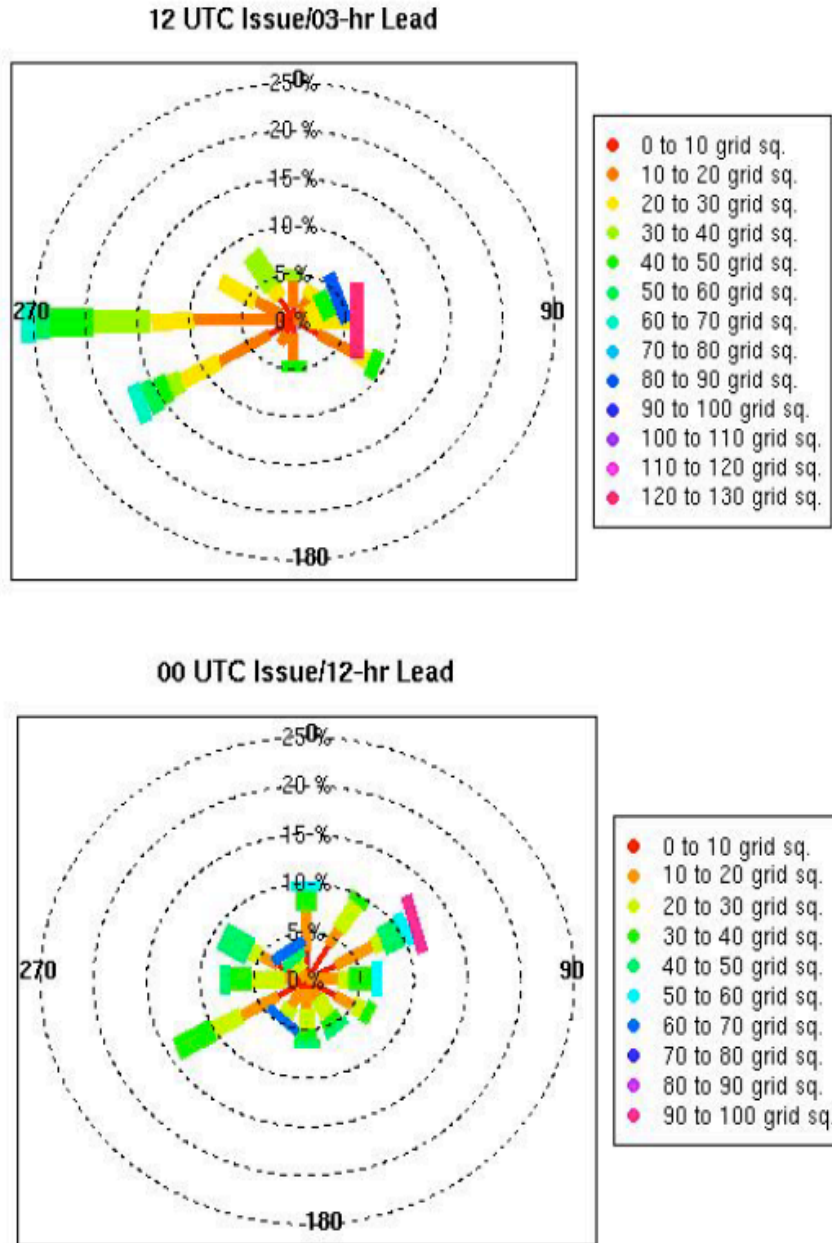 12 UTC Issue/03-hr Lead
0
25 %
20 %
15 %
10 %
5 %
0 %
270
90
180
0 to 10 grid sq.
10 to 20 grid sq.
20 to 30 grid sq.
30 to 40 grid sq.
40 to 50 grid sq.
50 to 60 grid sq.
60 to 70 grid sq.
70 to 80 grid sq.
80 to 90 grid sq.
90 to 100 grid sq.
100 to 110 grid sq.
110 to 120 grid sq.
120 to 130 grid sq.
00 UTC Issue/12-hr Lead
0
25 %
20 %
15 %
10 %
5 %
0 %
270
90
180
0 to 10 grid sq.
10 to 20 grid sq.
20 to 30 grid sq.
30 to 40 grid sq.
40 to 50 grid sq.
50 to 60 grid sq.
60 to 70 grid sq.
70 to 80 grid sq.
80 to 90 grid sq.
90 to 100 grid sq.